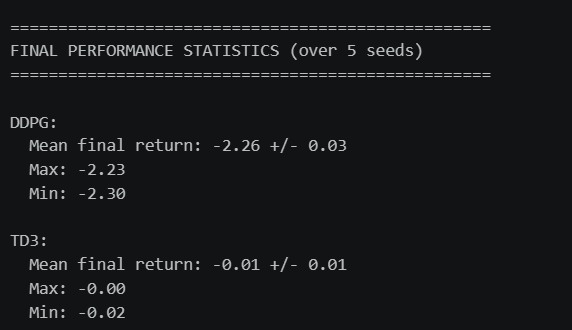 ==================================================
FINAL PERFORMANCE STATISTICS (over 5 seeds)
==================================================
DDPG:
Mean final return: -2.26 +/- 0.03
Max: -2.23
Min: -2.30
TD3:
Mean final return: -0.01 +/- 0.01
Max: -0.00
Min: -0.02